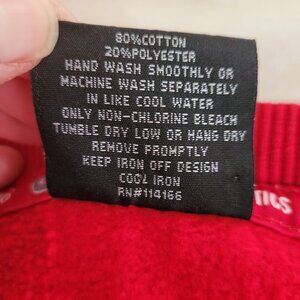 80%COTTON
20%POLYESTER
HAND WASH SMOOTHLY OR
MACHINE WASH SEPARATELY
IN LIKE COOL WATER
ONLY NON-CHLORINE BLEACH
TUMBLE DRY LOW OR HANG DRY
REMOVE PROMPTLY
KEEP IRON OFF DESIGN
COOL IRON
RN#114166